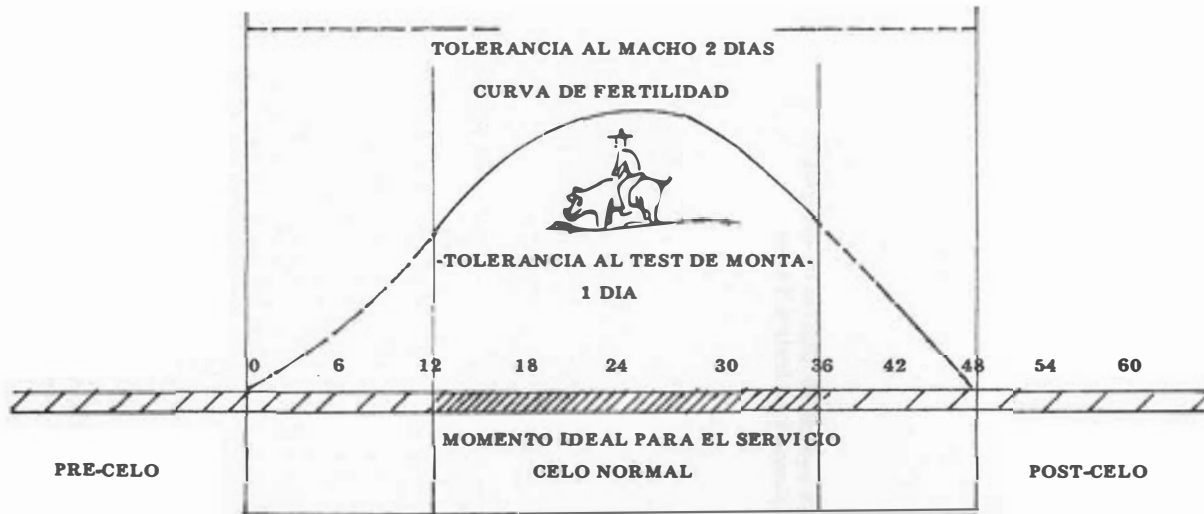 TOLERANCIA AL MACHO 2 DIAS
CURVA DE FERTILIDAD
-TOLERANCIA AL TEST DE MONTA-
1 DIA
0 6 12 18 24 30 36 42 48 54 60
MOMENTO IDEAL PARA EL SERVICIO
PRE-CELO CELO NORMAL POST-CELO